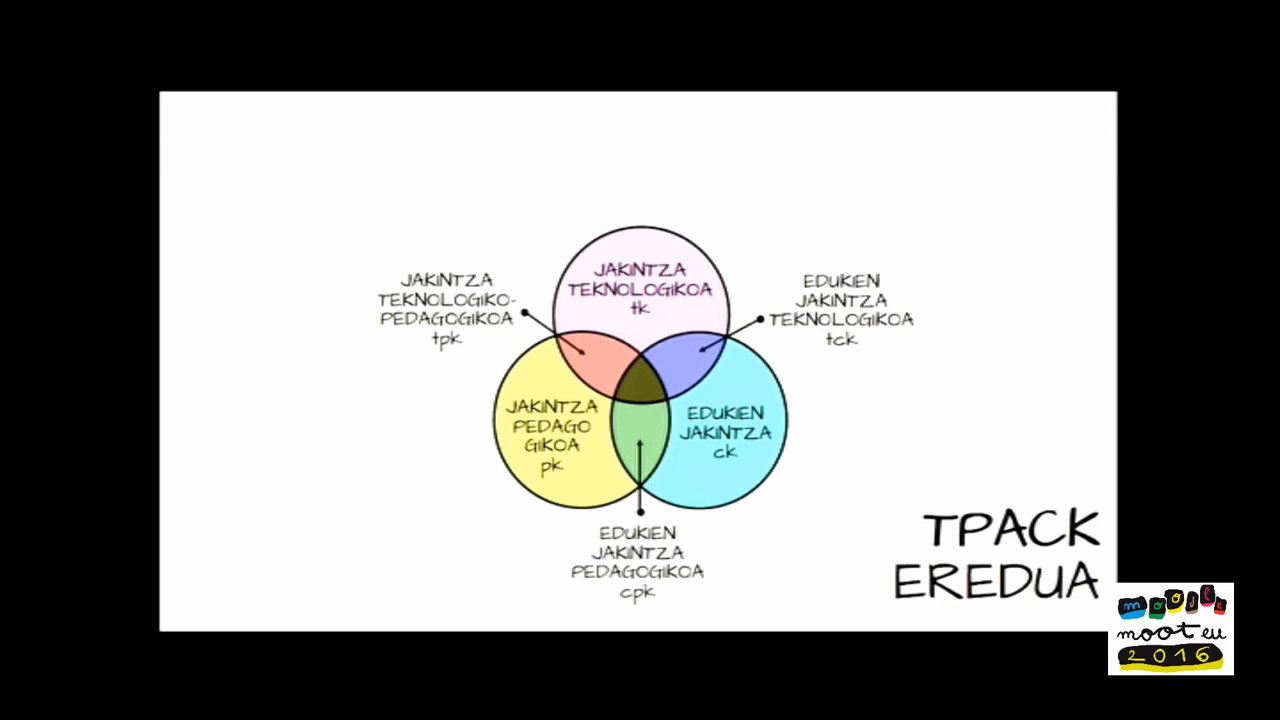 JAKINTZA
TEKNOLOGIKOA
tk
JAKINTZA
TEKNOLOGIKO-
PEDAGOGIKOA
tpk
EDUKIEN
JAKINTZA
TEKNOLOGIKOA
tck
JAKINTZA
PEDAGO
GIKOA
pk
EDUKIEN
JAKINTZA
ck
EDUKIEN
JAKINTZA
PEDAGOGIKOA
cpk
TPACK
EREDUA
moodle
moot eu
2016